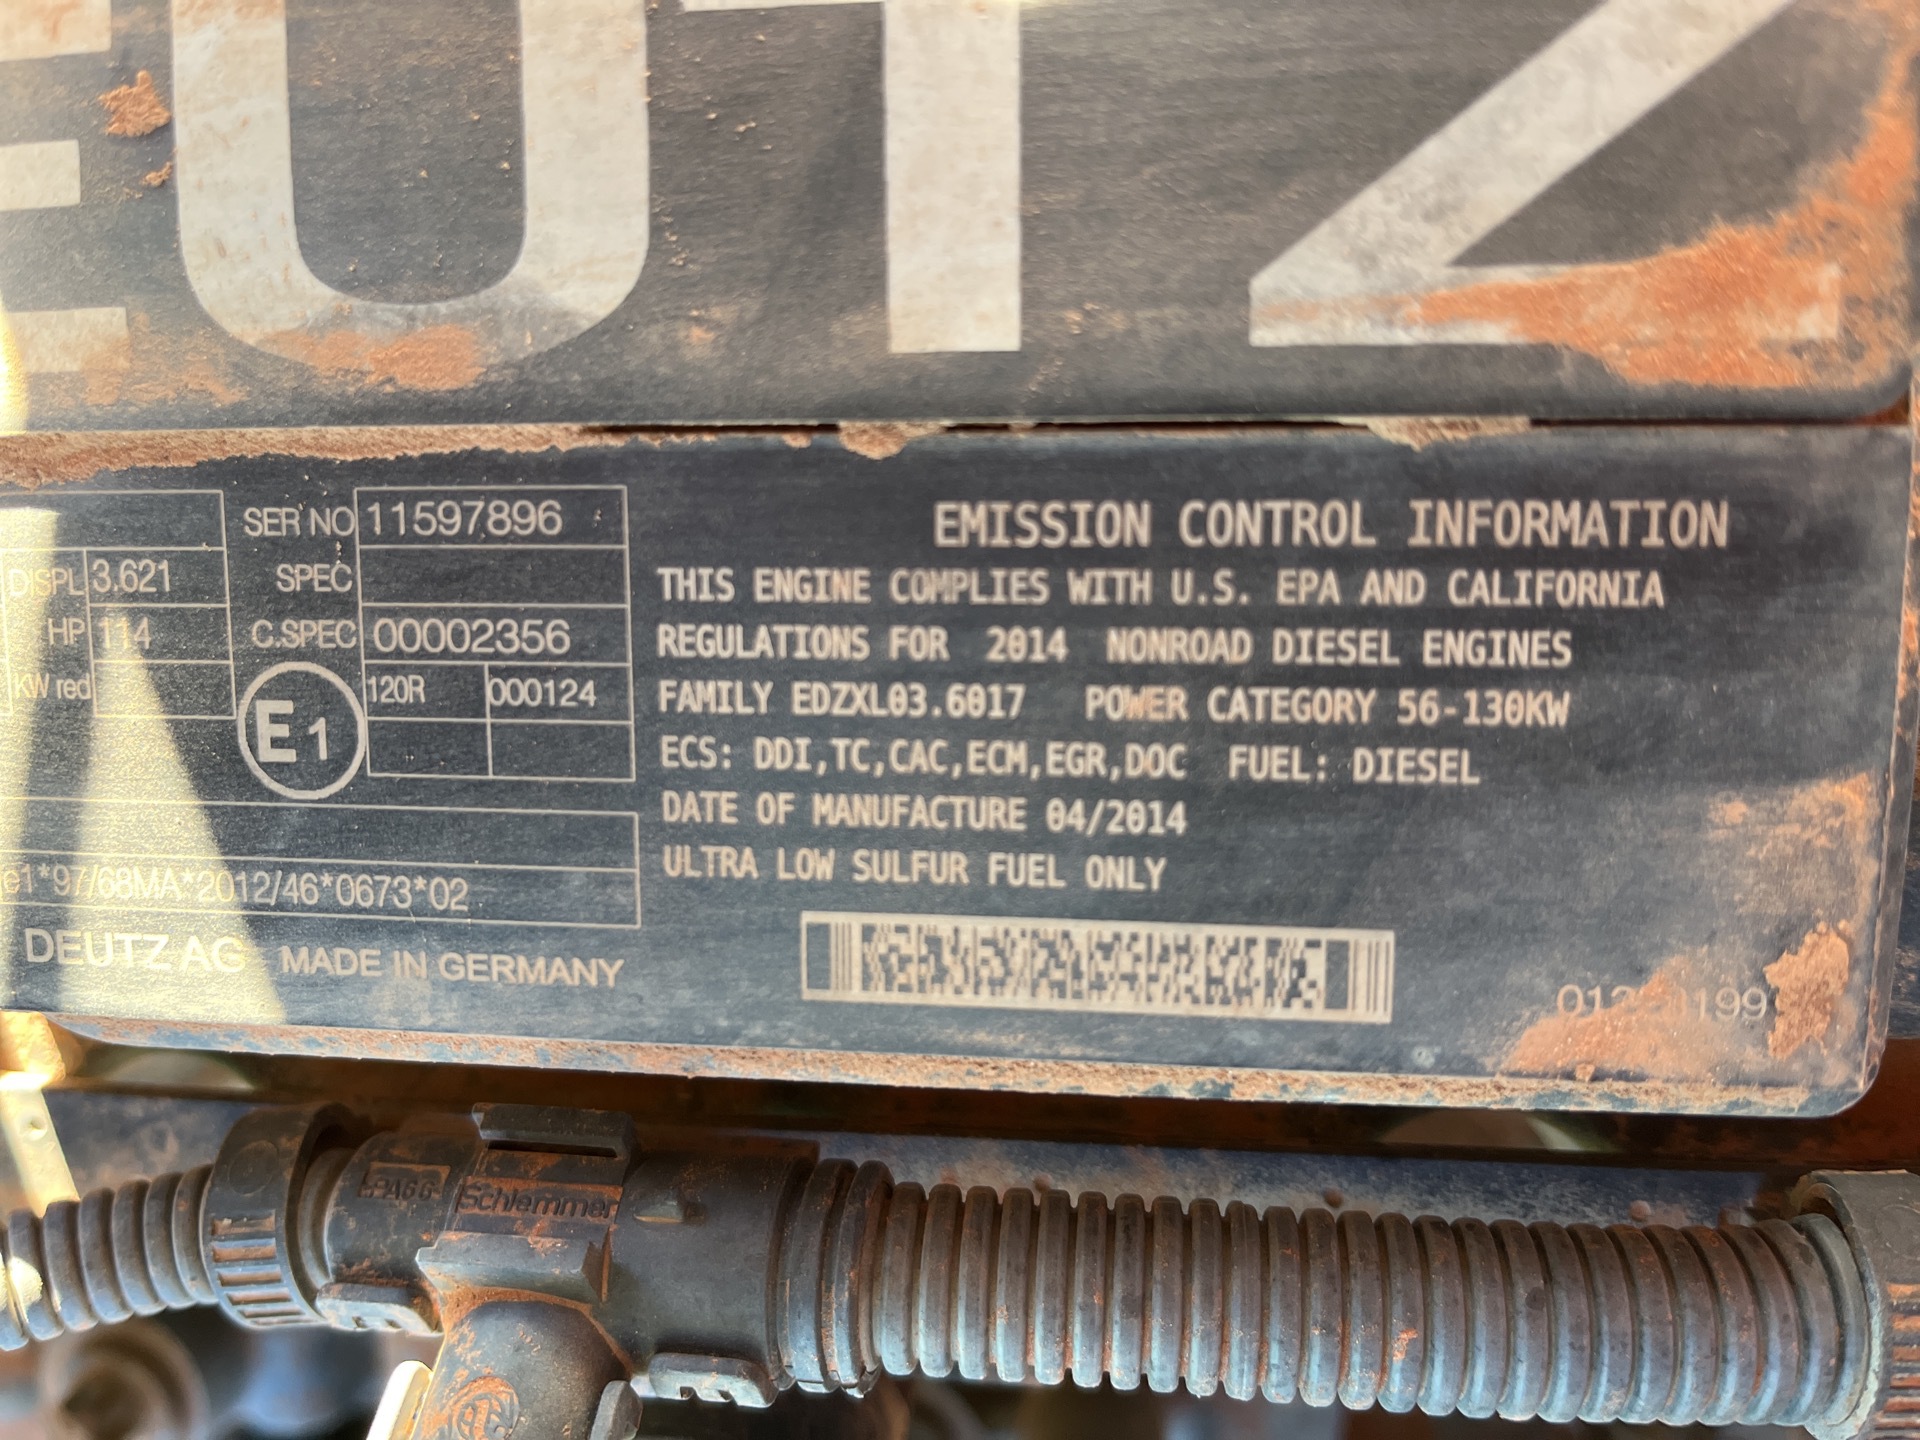 EUTZ
SER NO 11597896
DISPL 3.621 SPEC
HP 114 C.SPEC 00002356
KW red 120R 000124
E1
e1*97/68MA*2012/46*0673*02
DEUTZ AG MADE IN GERMANY
EMISSION CONTROL INFORMATION
THIS ENGINE COMPLIES WITH U.S. EPA AND CALIFORNIA
REGULATIONS FOR 2014 NONROAD DIESEL ENGINES
FAMILY EDZXL03.6017 POWER CATEGORY 56-130KW
ECS: DDI,TC,CAC,ECM,EGR,DOC FUEL: DIESEL
DATE OF MANUFACTURE 04/2014
ULTRA LOW SULFUR FUEL ONLY
>PA66< Schlemmer